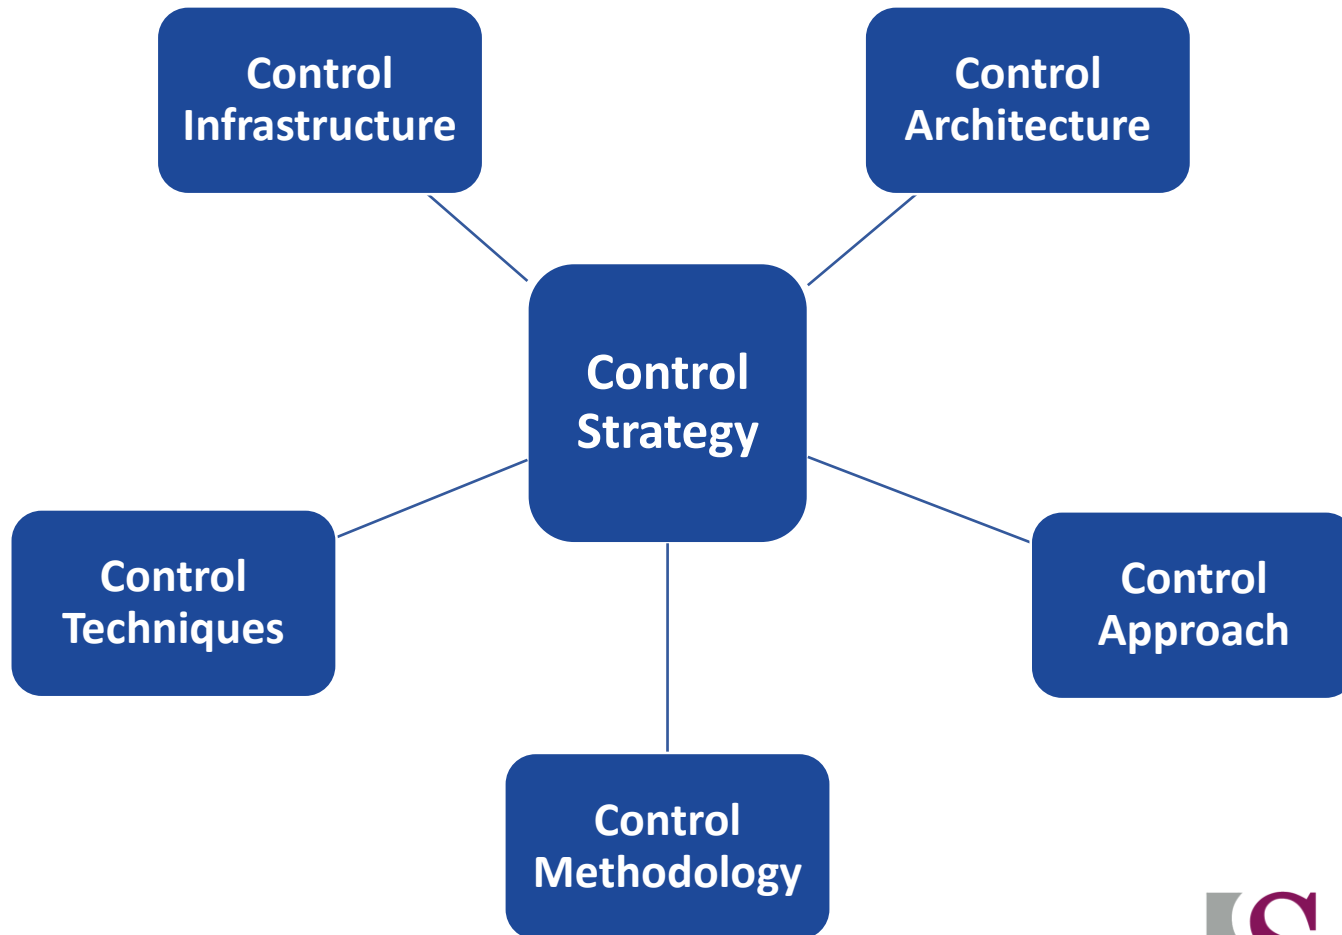 Control
Infrastructure
Control
Architecture
Control
Strategy
Control
Techniques
Control
Approach
Control
Methodology